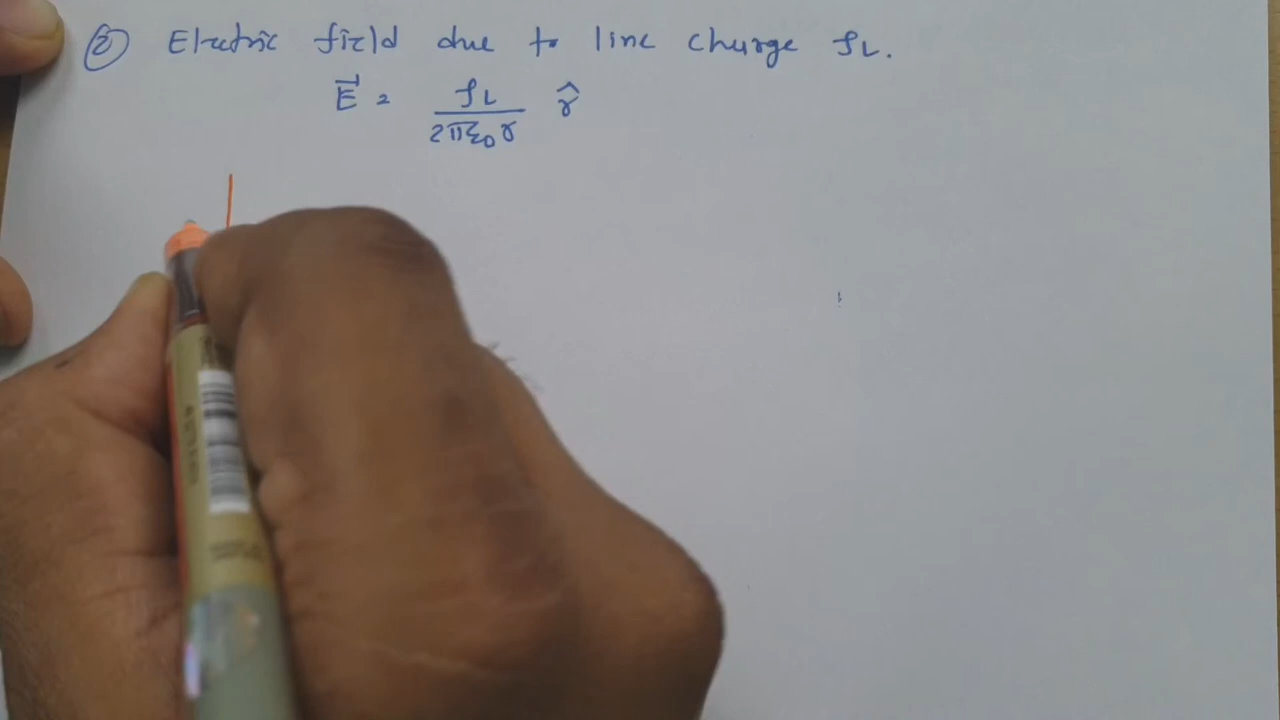 ② Electric field due to line charge ρL.
E⃗ = ρL / 2πε0r r̂